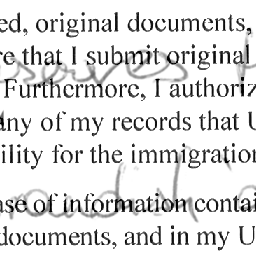 ed, original documents,
re that I submit original
Furthermore, I authoriz
any of my records that U
ility for the immigration
ase of information contai
documents, and in my U